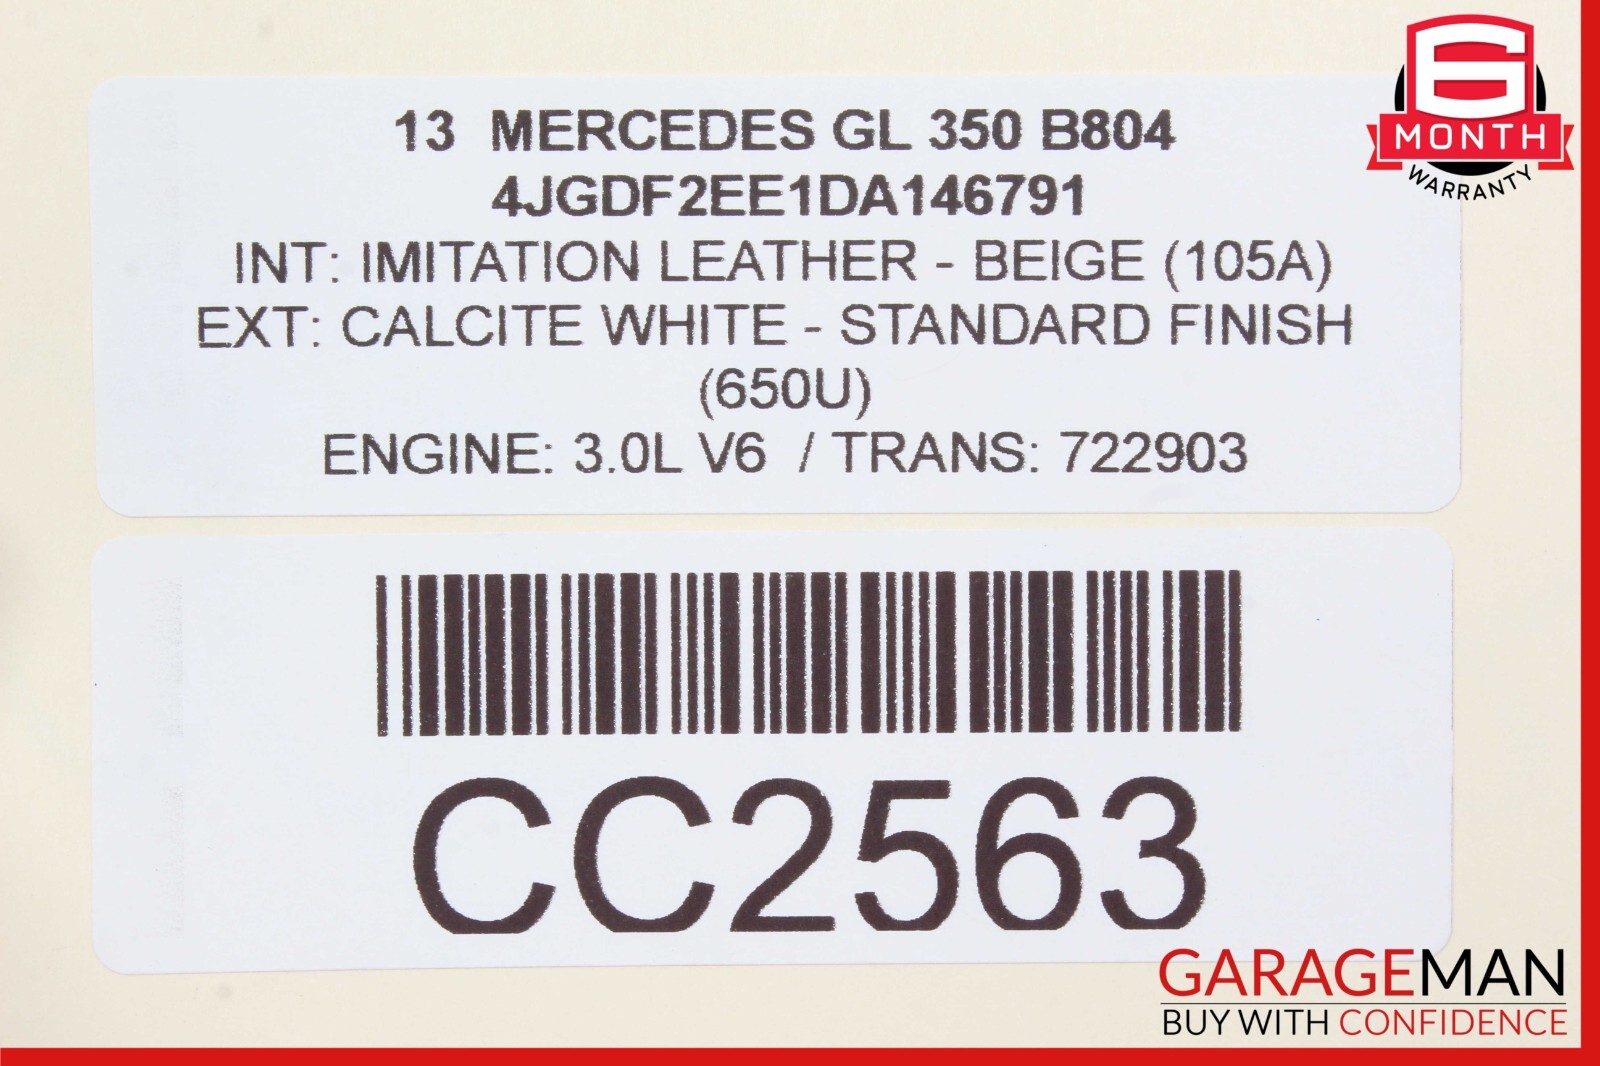 6
MONTH
WARRANTY
13 MERCEDES GL 350 B804
4JGDF2EE1DA146791
INT: IMITATION LEATHER - BEIGE (105A)
EXT: CALCITE WHITE - STANDARD FINISH
(650U)
ENGINE: 3.0L V6 / TRANS: 722903
CC2563
GARAGEMAN
BUY WITH CONFIDENCE